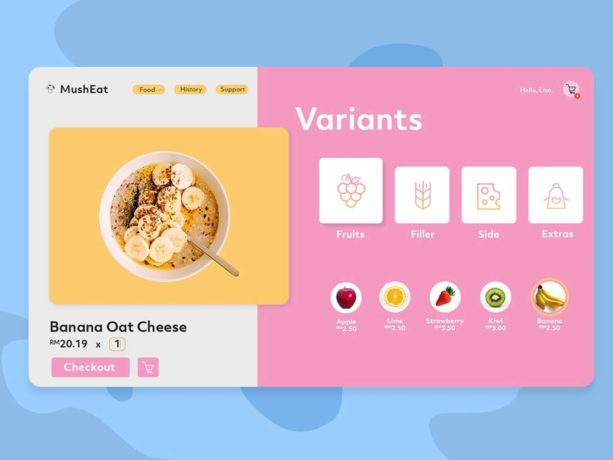 MushEat
Food
History
Support
Hello, Lisa.
Variants
Fruits
Filler
Side
Extras
Apple
RM2.50
Lime
RM2.50
Strawberry
RM3.50
Kiwi
RM3.00
Banana
RM2.50
Banana Oat Cheese
RM20.19 x 1
Checkout